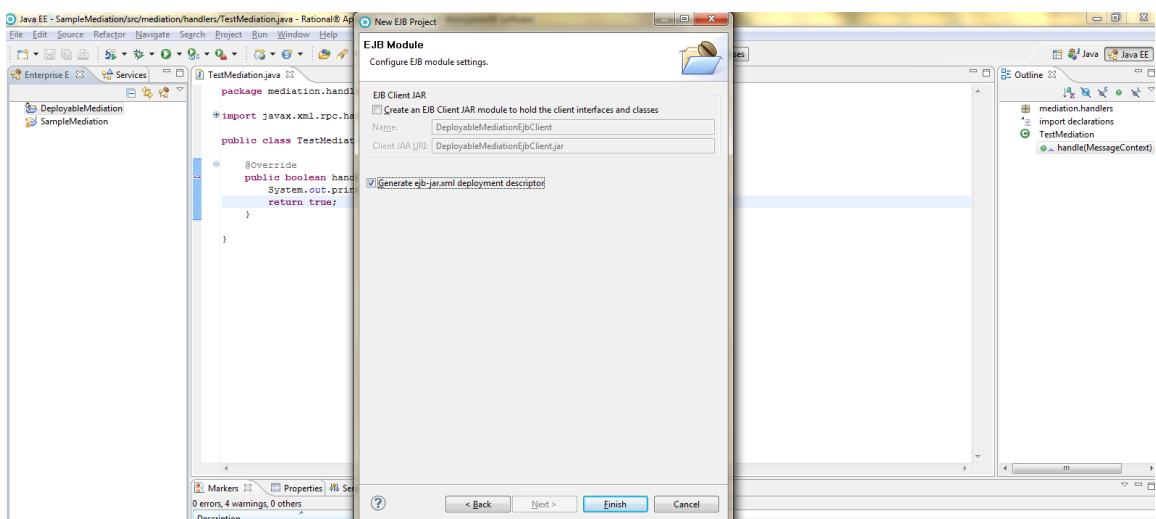 Java EE - SampleMediation/src/mediation/handlers/TestMediation.java - Rational® Ap
File Edit Source Refactor Navigate Search Project Run Window Help
Java Java EE
Enterprise E Services
DeployableMediation
SampleMediation
TestMediation.java
package mediation.handl
import javax.xml.rpc.ha
public class TestMediat
@Override
public boolean hand
System.out.prin
return true;
}
}
New EJB Project
EJB Module
Configure EJB module settings.
EJB Client JAR
Create an EJB Client JAR module to hold the client interfaces and classes
Name: DeployableMediationEjbClient
Client JAR URI: DeployableMediationEjbClient.jar
Generate ejb-jar.xml deployment descriptor
? < Back Next > Finish Cancel
Outline
mediation.handlers
import declarations
TestMediation
handle(MessageContext)
Markers Properties Ser
0 errors, 4 warnings, 0 others
Description